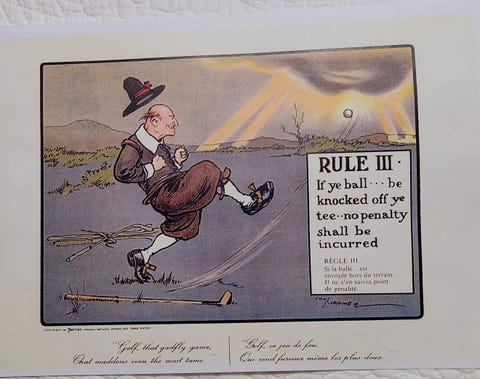 RULE III.
If ye ball... be
knocked off ye
tee..no penalty
shall be
incurred
RÈGLE III
Si la balle... est
envoyée hors du terrain...
Il ne s'en suivra point
de pénalité.
Perrier
"Golf, that gadfly game,
That maddens even the most tame."
"Golf, ce jeu de fou,
Qui rend furieux même les plus doux."